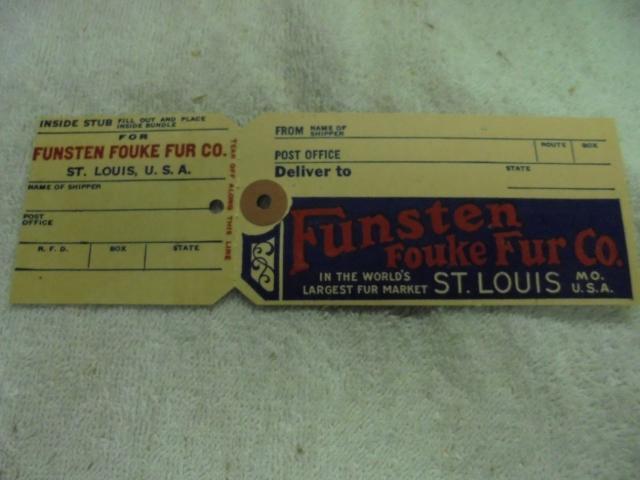 INSIDE STUB FILL OUT AND PLACE INSIDE BUNDLE
FOR
FUNSTEN FOUKE FUR CO.
ST. LOUIS, U. S. A.
NAME OF SHIPPER
POST OFFICE
R. F. D. BOX STATE
TEAR OFF ALONG THIS LINE
FROM NAME OF SHIPPER
POST OFFICE ROUTE BOX
Deliver to STATE
Funsten
Fouke Fur Co.
IN THE WORLD'S
LARGEST FUR MARKET ST. LOUIS MO. U.S.A.